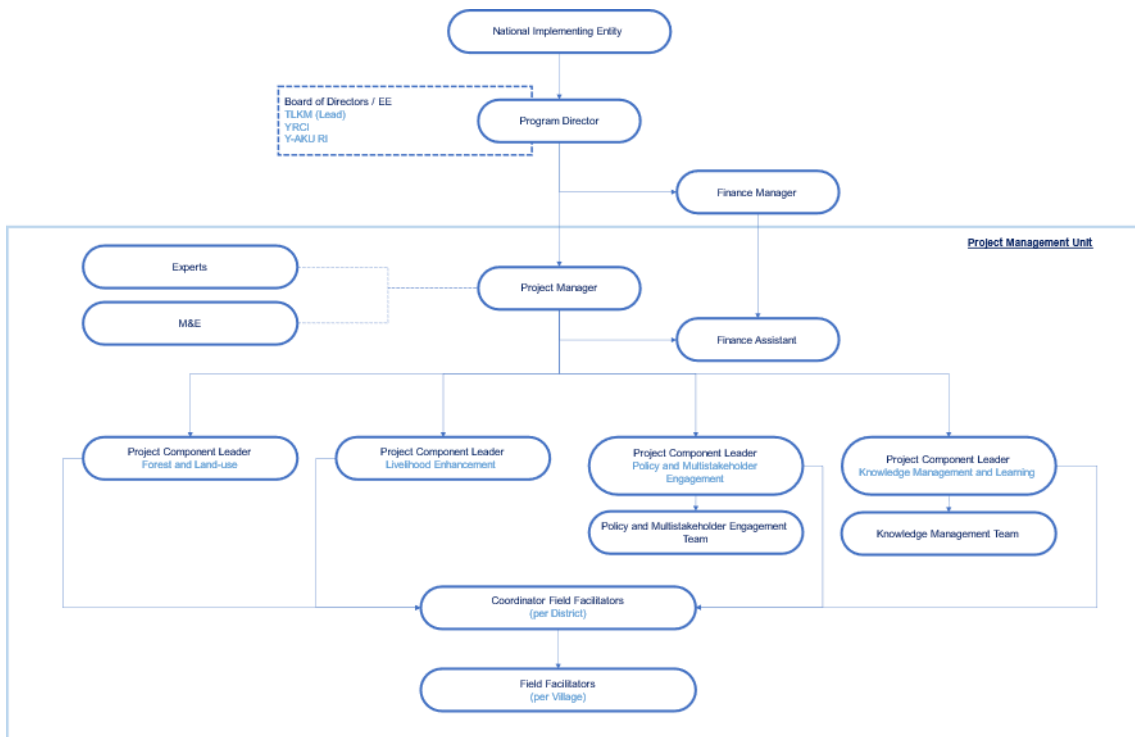 National Implementing Entity
Board of Directors / EE
TLKM (Lead)
YRCI
Y-AKU RI
Program Director
Finance Manager
Project Management Unit
Experts
Project Manager
M&E
Finance Assistant
Project Component Leader
Forest and Land-use
Project Component Leader
Livelihood Enhancement
Project Component Leader
Policy and Multistakeholder
Engagement
Project Component Leader
Knowledge Management and Learning
Policy and Multistakeholder Engagement
Team
Knowledge Management Team
Coordinator Field Facilitators
(per District)
Field Facilitators
(per Village)